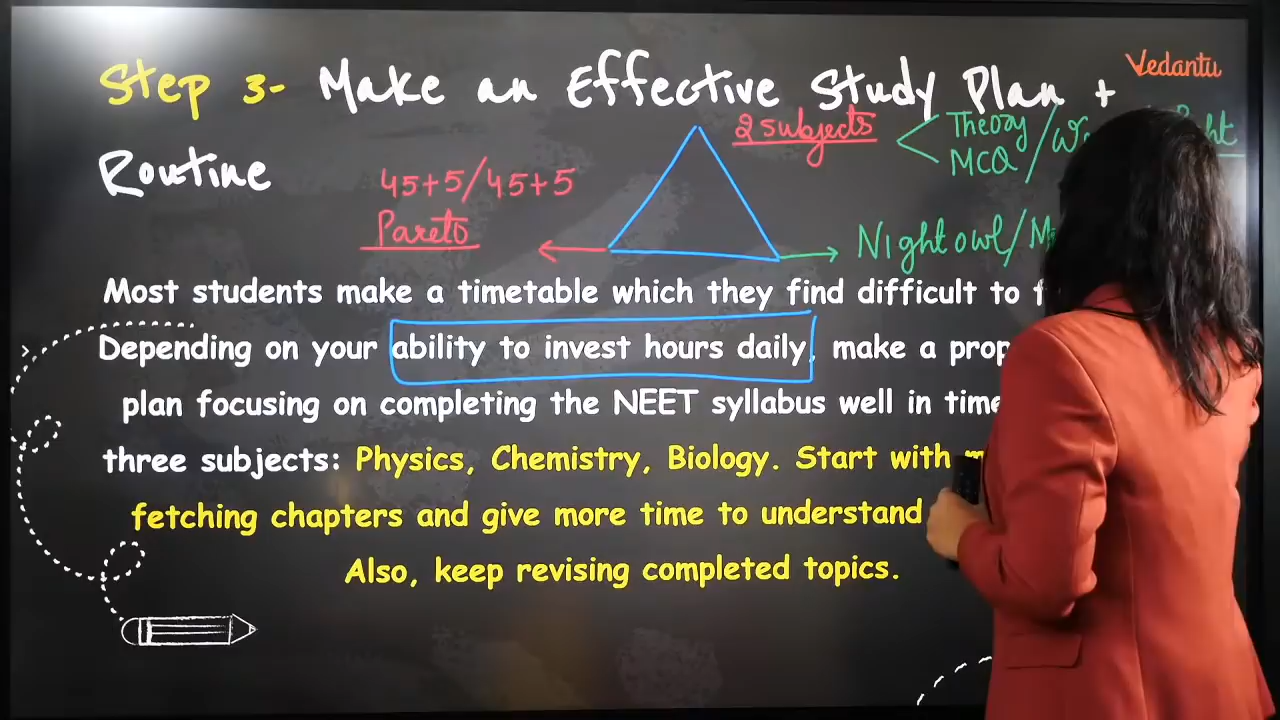 Step 3- Make an Effective Study Plan +
Vedantu
Routine
2 subjects
Theory /
MCQ
45+5/45+5
Pareto
Night owl/
Most students make a timetable which they find difficult to
Depending on your ability to invest hours daily, make a
plan focusing on completing the NEET syllabus well in time
three subjects: Physics, Chemistry, Biology. Start with
fetching chapters and give more time to understand
Also, keep revising completed topics.